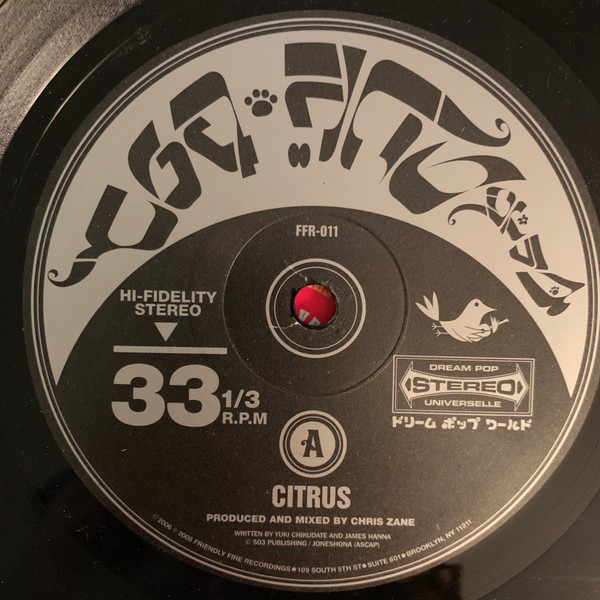 FFR-011
HI-FIDELITY
STEREO
33 1/3
R.P.M
DREAM POP
STEREO
UNIVERSELLE
ドリーム ポップ ワールド
A
CITRUS
PRODUCED AND MIXED BY CHRIS ZANE
WRITTEN BY YUKI CHIKUDATE AND JAMES HANNA
© 503 PUBLISHING / JONESHONA (ASCAP)
2006 2008 FRIENDLY FIRE RECORDINGS●109 SOUTH 5TH ST●SUITE 601●BROOKLYN, NY 11211